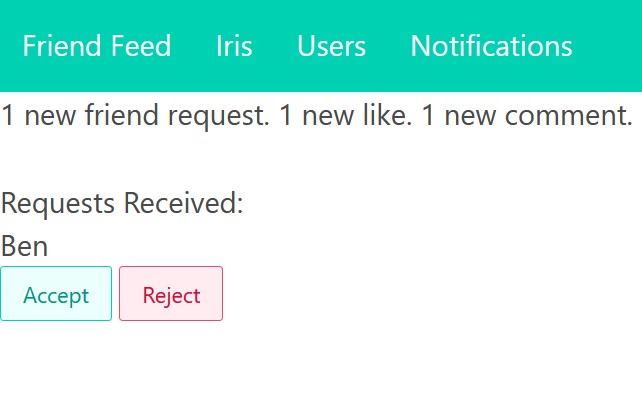 Friend Feed Iris Users Notifications
1 new friend request. 1 new like. 1 new comment.
Requests Received:
Ben
Accept Reject